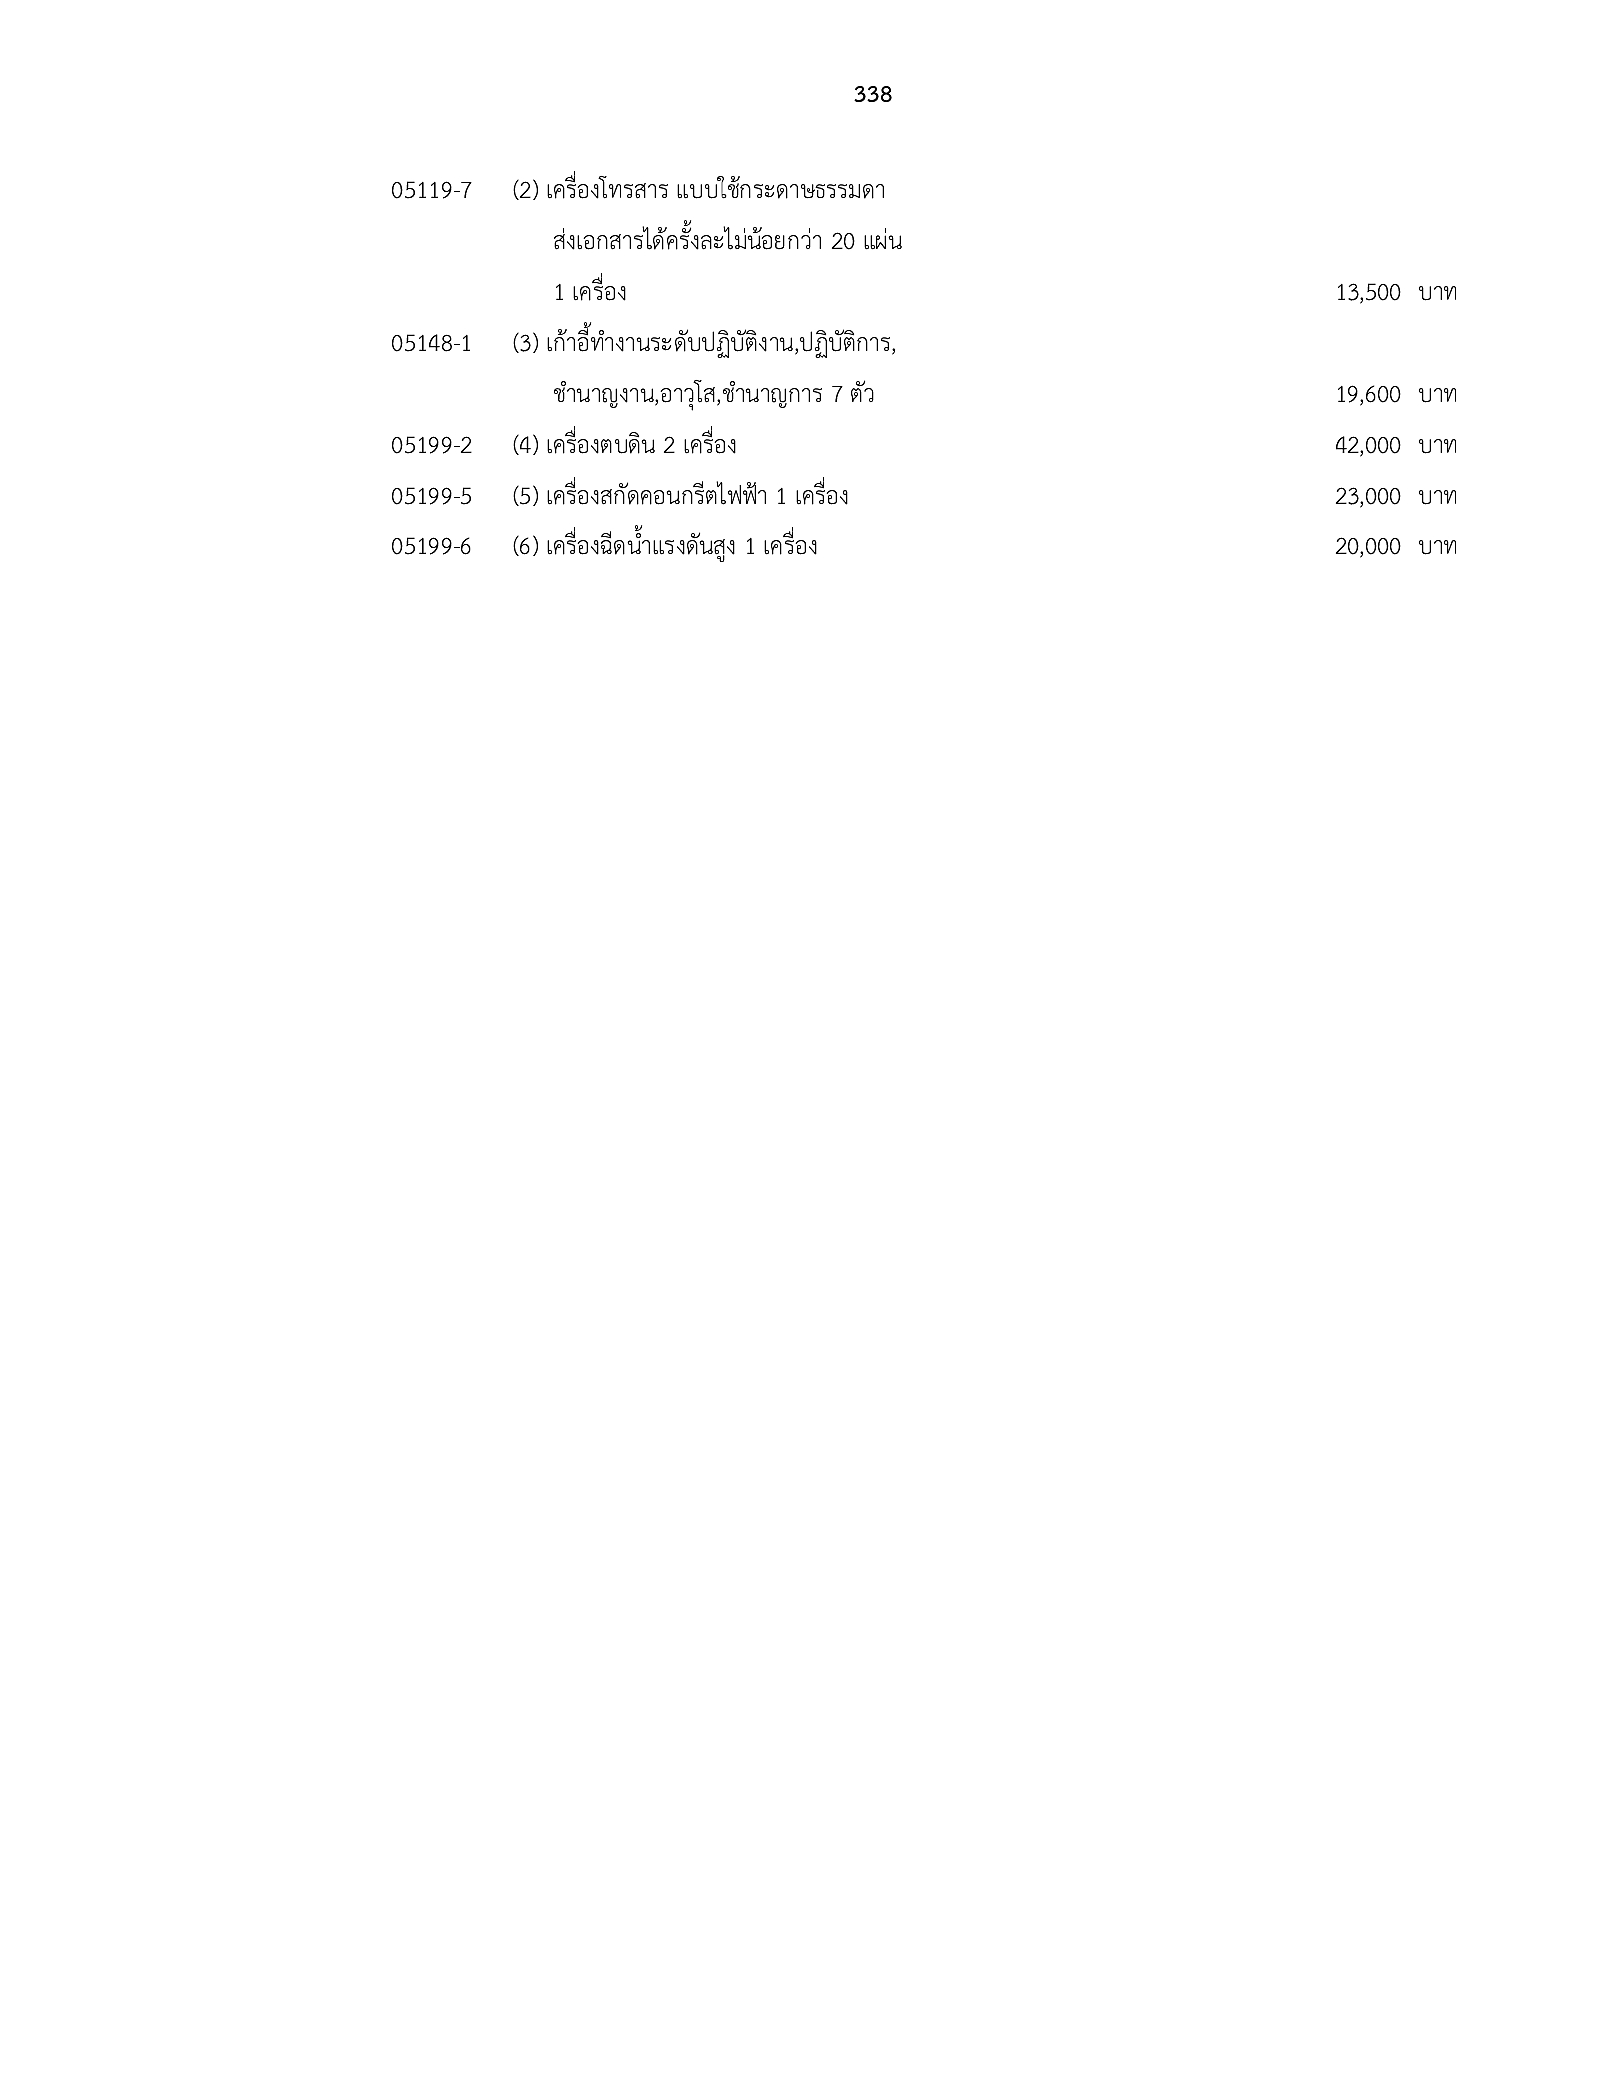 338
05119-7 (2) เครื่องโทรสาร แบบใช้กระดาษธรรมดา
ส่งเอกสารได้ครั้งละไม่น้อยกว่า 20 แผ่น
1 เครื่อง 13,500 บาท
05148-1 (3) เก้าอี้ทำงานระดับปฏิบัติงาน,ปฏิบัติการ,
ชำนาญงาน,อาวุโส,ชำนาญการ 7 ตัว 19,600 บาท
05199-2 (4) เครื่องตบดิน 2 เครื่อง 42,000 บาท
05199-5 (5) เครื่องสกัดคอนกรีตไฟฟ้า 1 เครื่อง 23,000 บาท
05199-6 (6) เครื่องฉีดน้ำแรงดันสูง 1 เครื่อง 20,000 บาท